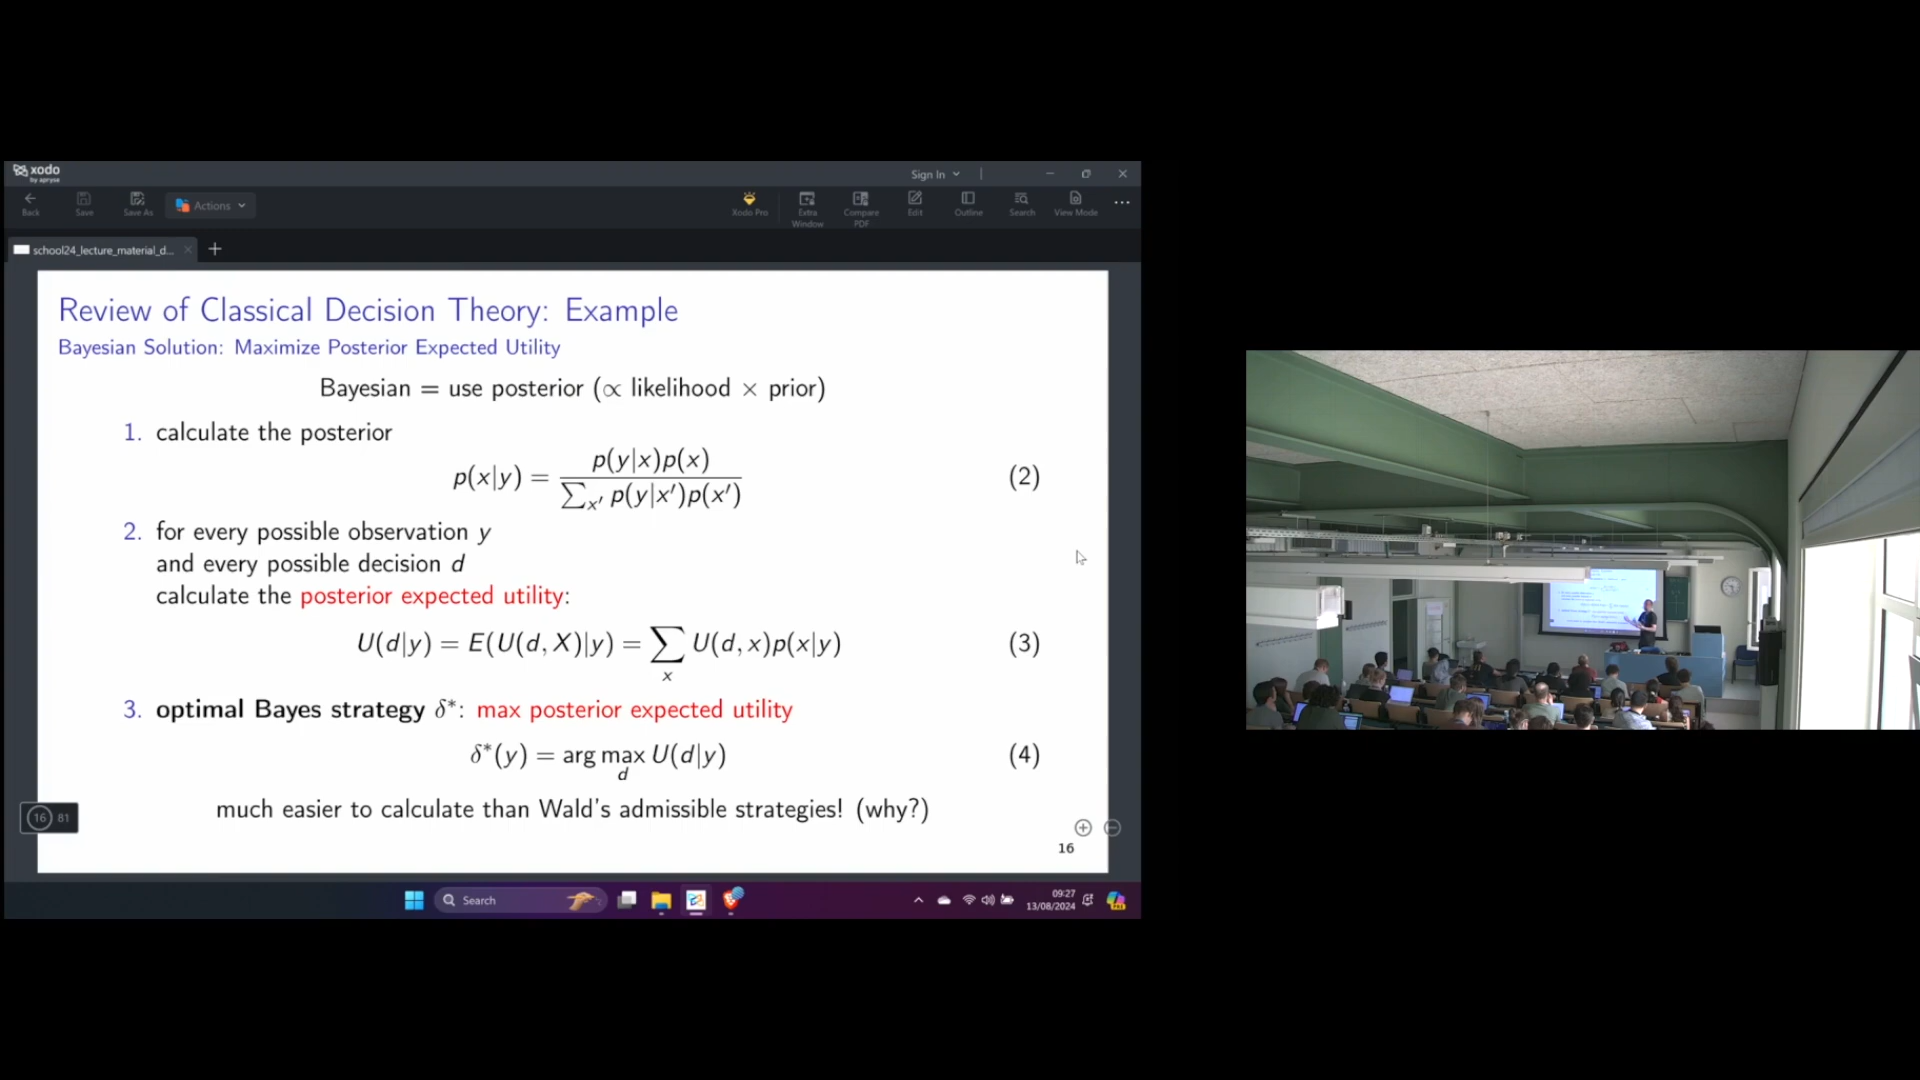 xodo
by apryse
Sign In
Back
Save
Save As
Actions
Xodo Pro
Extra Window
Compare PDF
Edit
Outline
Search
View Mode
school24_lecture_material_d...
Review of Classical Decision Theory: Example
Bayesian Solution: Maximize Posterior Expected Utility
Bayesian = use posterior (∝ likelihood × prior)
1. calculate the posterior
p(x|y) = p(y|x)p(x) / ∑x′ p(y|x′)p(x′) (2)
2. for every possible observation y
and every possible decision d
calculate the posterior expected utility:
U(d|y) = E(U(d, X)|y) = ∑x U(d, x)p(x|y) (3)
3. optimal Bayes strategy δ*: max posterior expected utility
δ*(y) = arg max d U(d|y) (4)
much easier to calculate than Wald's admissible strategies! (why?)
16 81
16
Search
09:27
13/08/2024